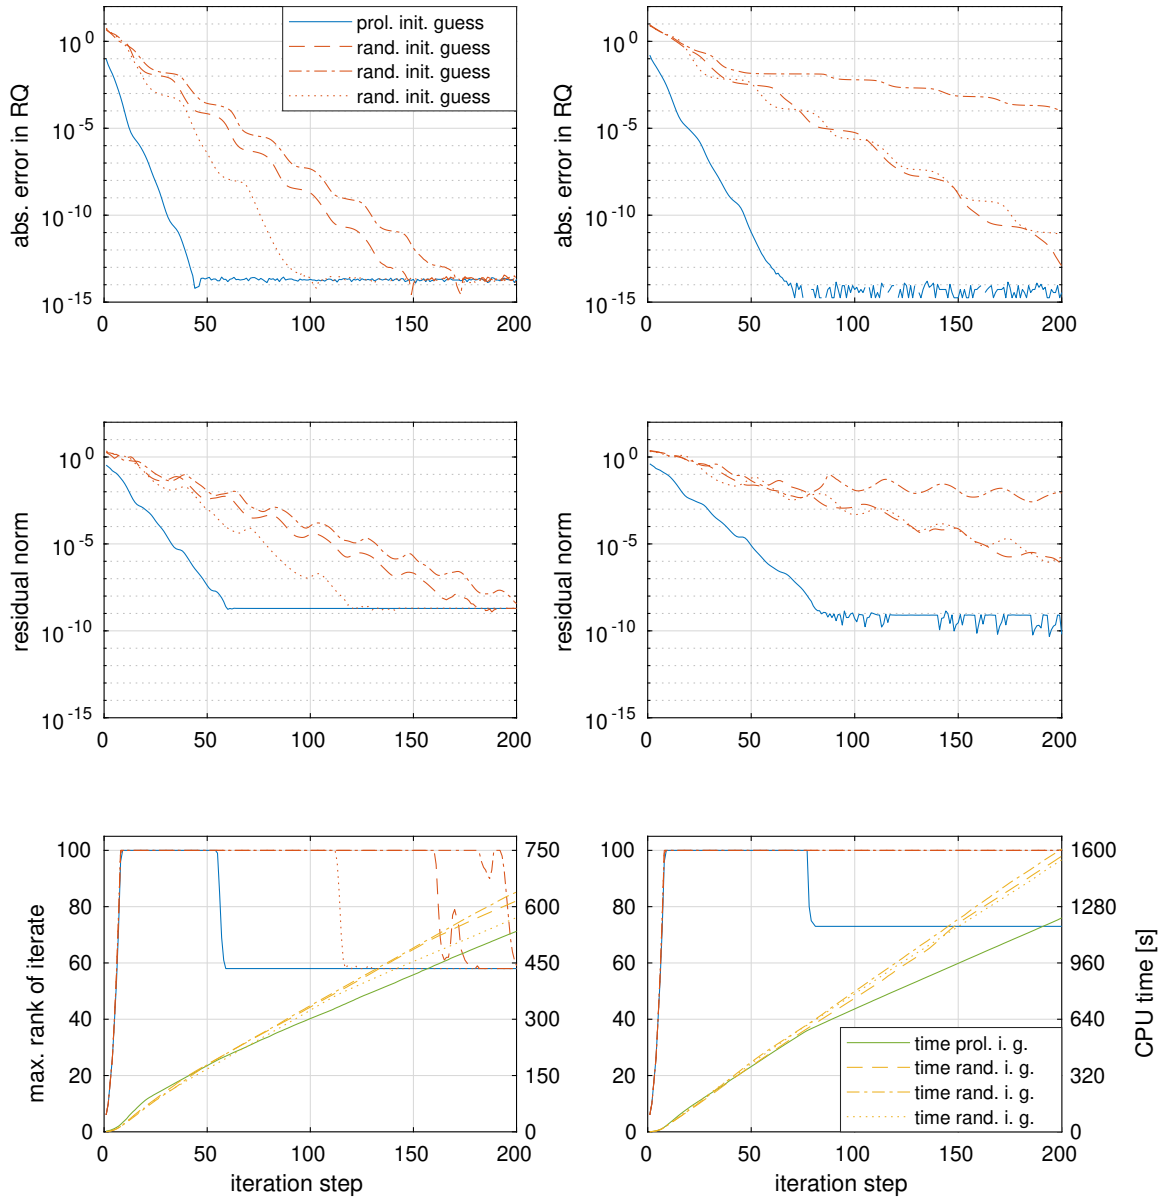 prol. init. guess
rand. init. guess
rand. init. guess
rand. init. guess
abs. error in RQ
10^0
10^-5
10^-10
10^-15
0 50 100 150 200
abs. error in RQ
10^0
10^-5
10^-10
10^-15
0 50 100 150 200
residual norm
10^0
10^-5
10^-10
10^-15
0 50 100 150 200
residual norm
10^0
10^-5
10^-10
10^-15
0 50 100 150 200
max. rank of iterate
100
80
60
40
20
0
750
600
450
300
150
0
0 50 100 150 200
iteration step
100
80
60
40
20
0
1600
1280
960
640
320
0
CPU time [s]
time prol. i. g.
time rand. i. g.
time rand. i. g.
time rand. i. g.
0 50 100 150 200
iteration step